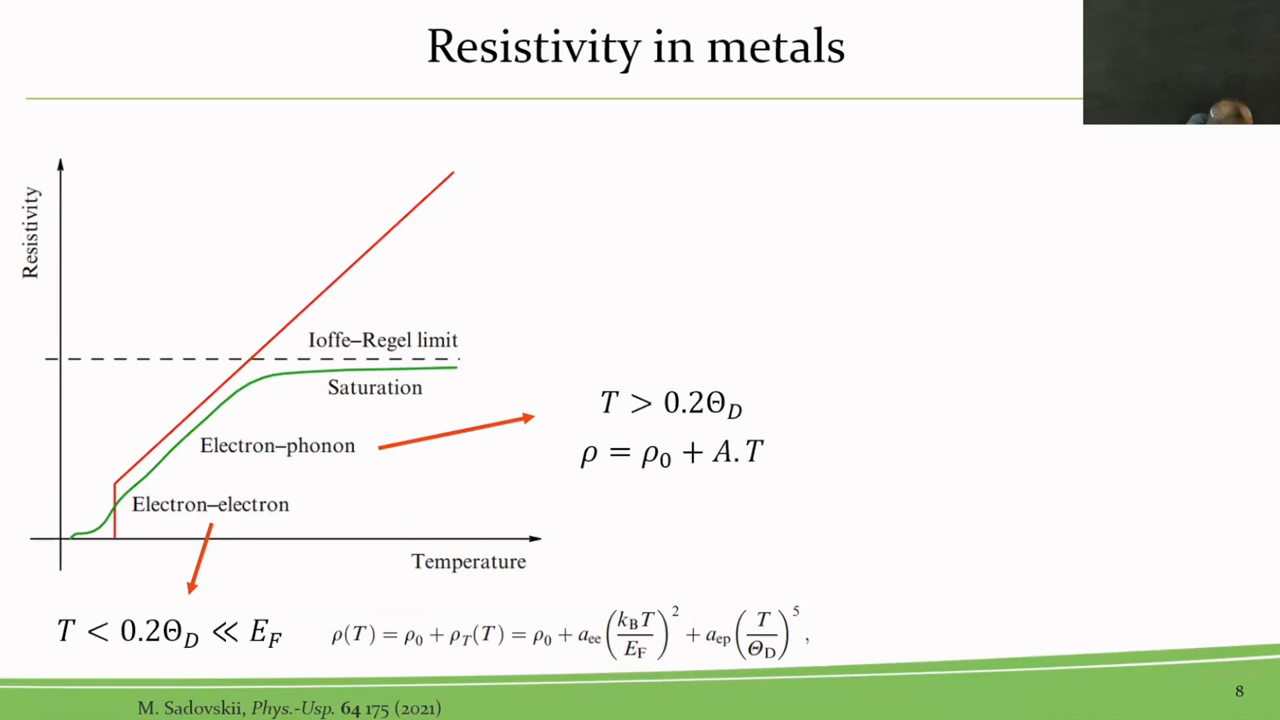 Resistivity in metals
Resistivity
Ioffe–Regel limit
Saturation
Electron–phonon
Electron–electron
Temperature
T > 0.2Θ_D
ρ = ρ₀ + A.T
T < 0.2Θ_D ≪ E_F
ρ(T) = ρ₀ + ρ_T(T) = ρ₀ + a_ee (k_B T / E_F)² + a_ep (T / Θ_D)⁵ ,
M. Sadovskii, Phys.-Usp. 64 175 (2021)
8